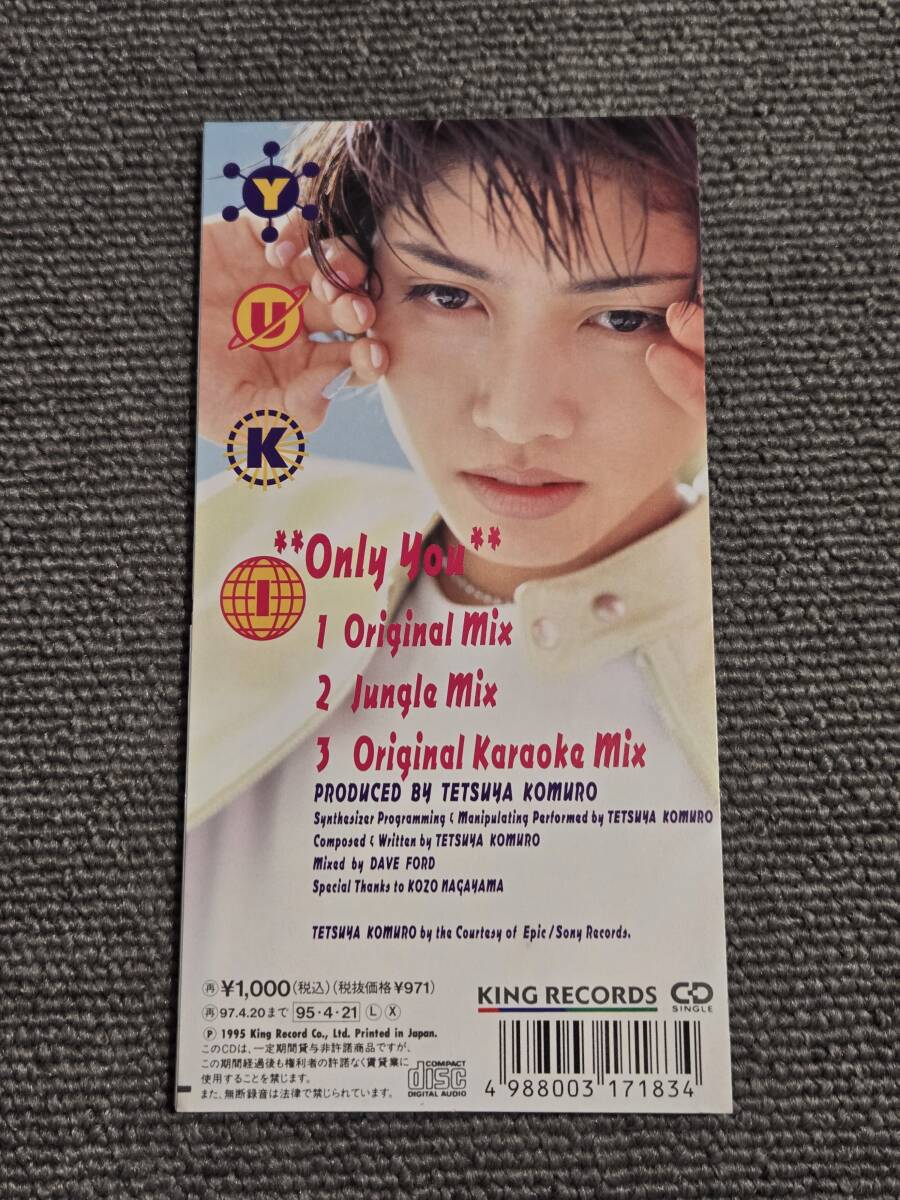 Y
U
K
I
**Only You**
1 Original Mix
2 Jungle Mix
3 Original Karaoke Mix
PRODUCED BY TETSUYA KOMURO
Synthesizer Programming & Manipulating Performed by TETSUYA KOMURO
Composed & Written by TETSUYA KOMURO
Mixed by DAVE FORD
Special Thanks to KOZO NAGAYAMA
TETSUYA KOMURO by the Courtesy of Epic/Sony Records.
再 ¥1,000(税込)(税抜価格¥971)
再 97.4.20まで 95・4・21 L X
Ⓟ 1995 King Record Co., Ltd. Printed in Japan.
このCDは、一定期間貸与非許諾商品ですが、
この期間経過後も権利者の許諾なく賃貸業に
使用することを禁じます。
また、無断録音は法律で禁じられています。
COMPACT
disc
DIGITAL AUDIO
KING RECORDS
CD
SINGLE
4 988003 171834